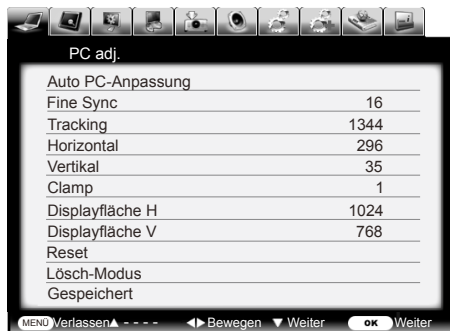 PC adj.
Auto PC-Anpassung
Fine Sync 16
Tracking 1344
Horizontal 296
Vertikal 35
Clamp 1
Displayfläche H 1024
Displayfläche V 768
Reset
Lösch-Modus
Gespeichert
MENÜ Verlassen▲ - - - - ◀▶ Bewegen ▼ Weiter OK Weiter